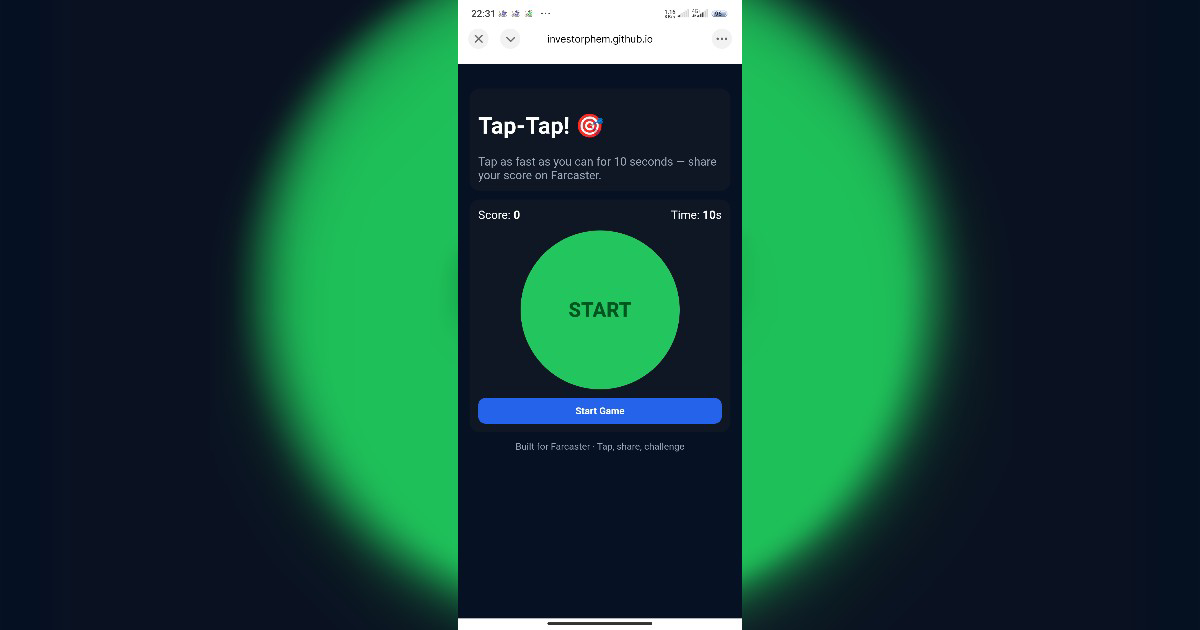 22:31
investorphem.github.io
Tap-Tap!
Tap as fast as you can for 10 seconds — share
your score on Farcaster.
Score: 0
Time: 10s
START
Start Game
Built for Farcaster · Tap, share, challenge